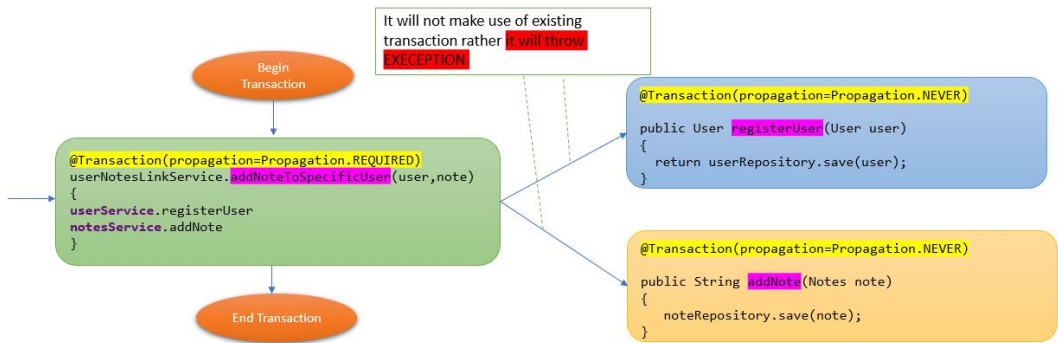 It will not make use of existing
transaction rather it will throw
EXECEPTION.
Begin
Transaction
@Transaction(propagation=Propagation.REQUIRED)
userNotesLinkService.addNoteToSpecificUser(user,note)
{
userService.registerUser
notesService.addNote
}
End Transaction
@Transaction(propagation=Propagation.NEVER)
public User registerUser(User user)
{
return userRepository.save(user);
}
@Transaction(propagation=Propagation.NEVER)
public String addNote(Notes note)
{
noteRepository.save(note);
}